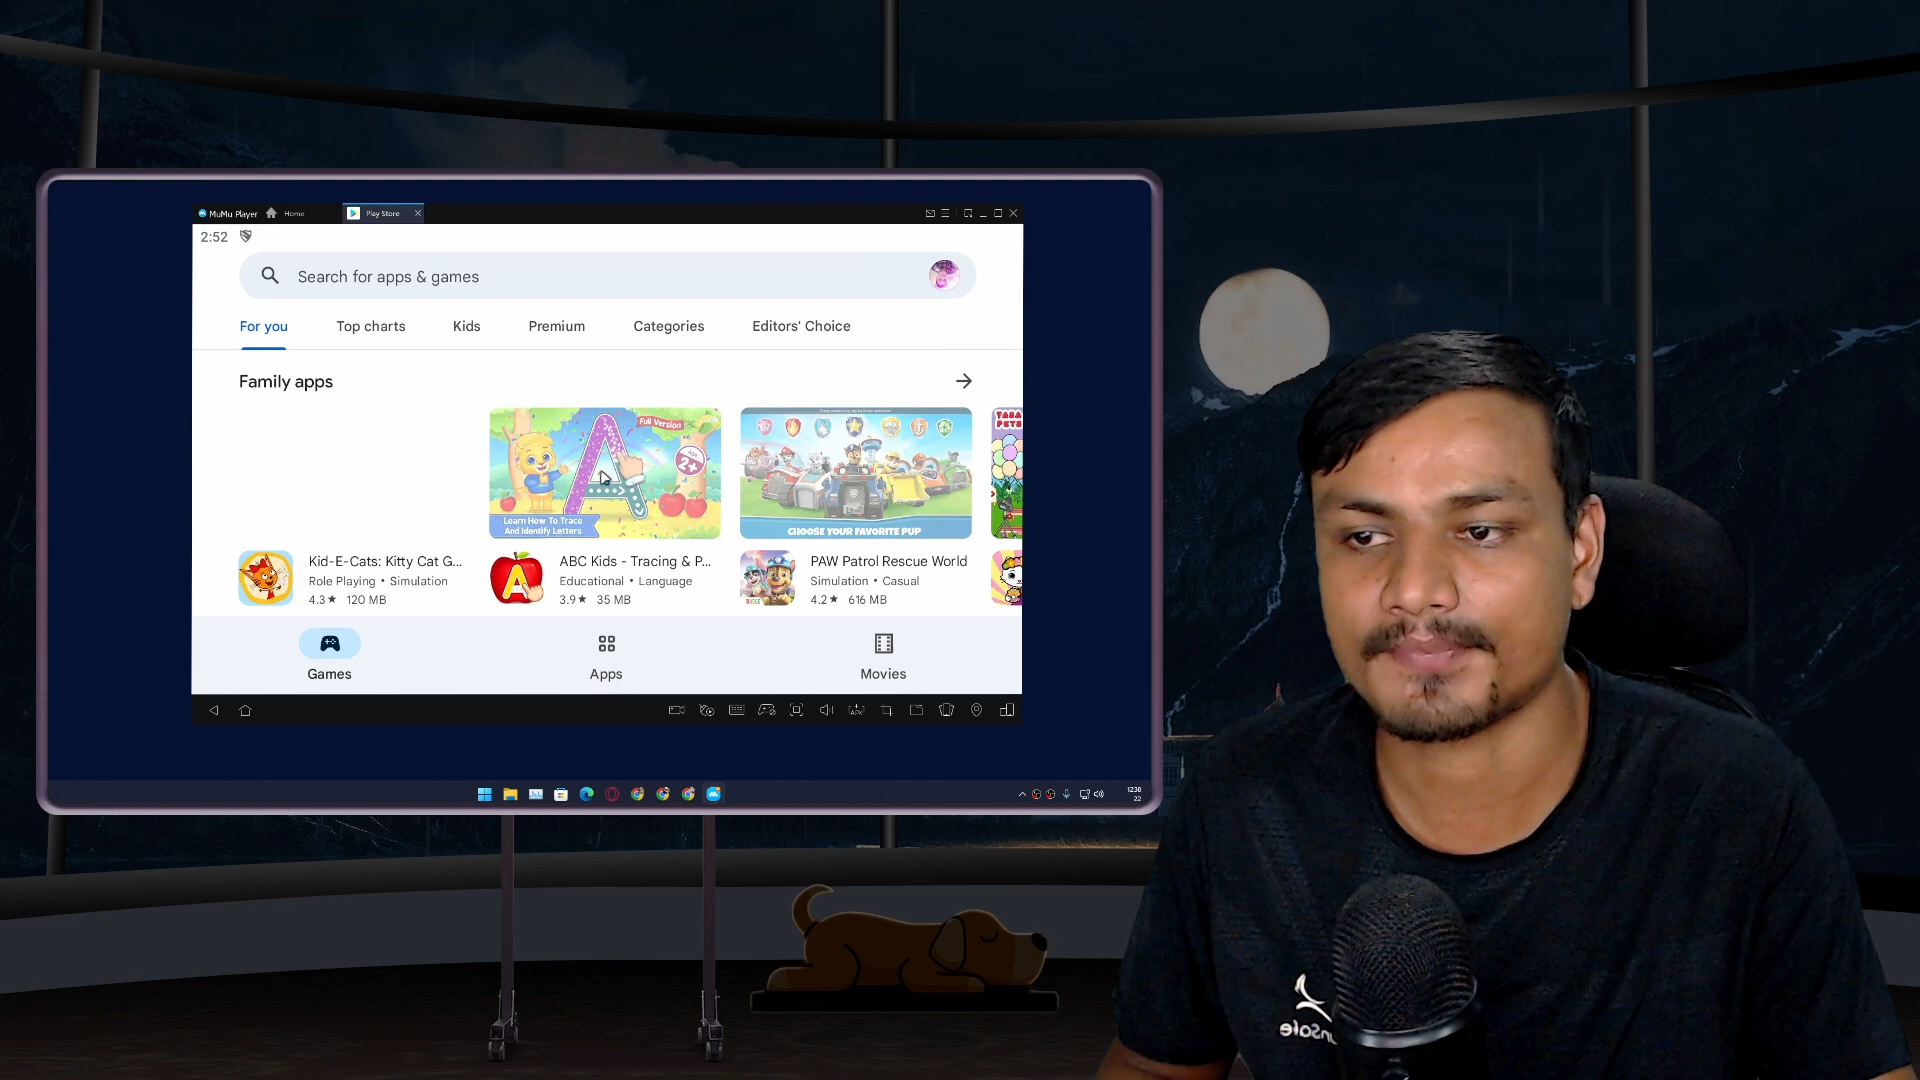 MuMu Player
Home
Play Store
2:52
Search for apps & games
For you
Top charts
Kids
Premium
Categories
Editors' Choice
Family apps
Full Version
2+
Learn How To Trace
And Identify Letters
CHOOSE YOUR FAVORITE PUP
Kid-E-Cats: Kitty Cat G...
Role Playing • Simulation
4.3★ 120 MB
ABC Kids - Tracing & P...
Educational • Language
3.9★ 35 MB
PAW Patrol Rescue World
Simulation • Casual
4.2★ 616 MB
Games
Apps
Movies
1238
22